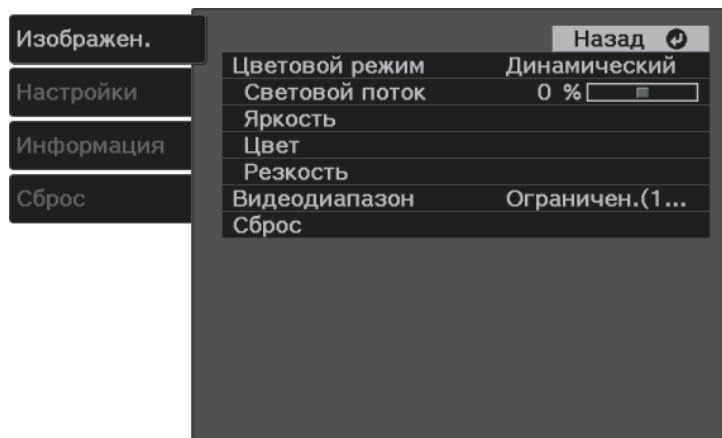 Изображен.
Настройки
Информация
Сброс
Назад
Цветовой режим Динамический
Световой поток 0 %
Яркость
Цвет
Резкость
Видеодиапазон Ограничен.(1...
Сброс